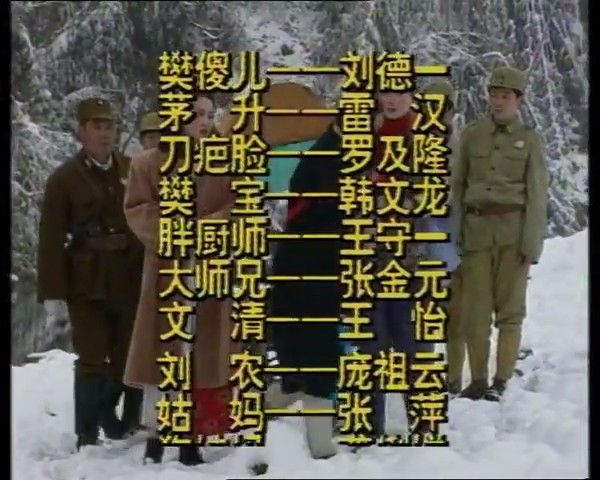 樊傻儿——刘德一
茅 升——雷 汉
刀疤脸——罗及隆
樊 宝——韩文龙
胖厨师——王守一
大师兄——张金元
文 清——王 怡
刘 农——庞祖云
姑 妈——张 萍